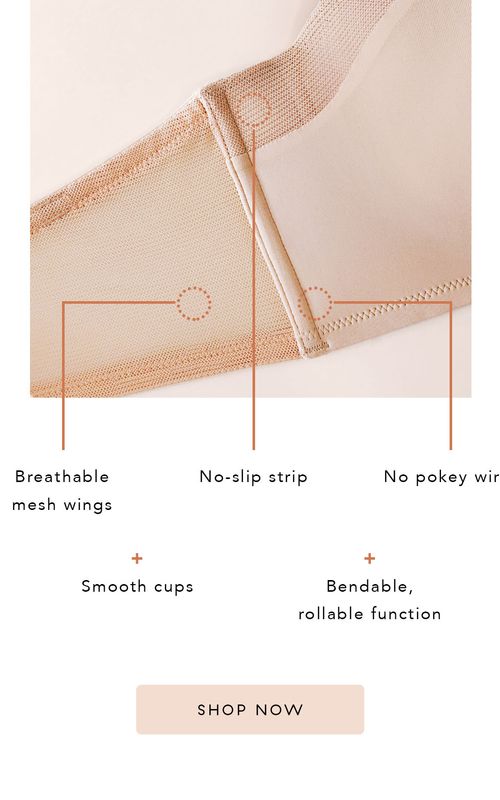 Breathable
mesh wings
No-slip strip
No pokey wir
+
Smooth cups
+
Bendable,
rollable function
SHOP NOW